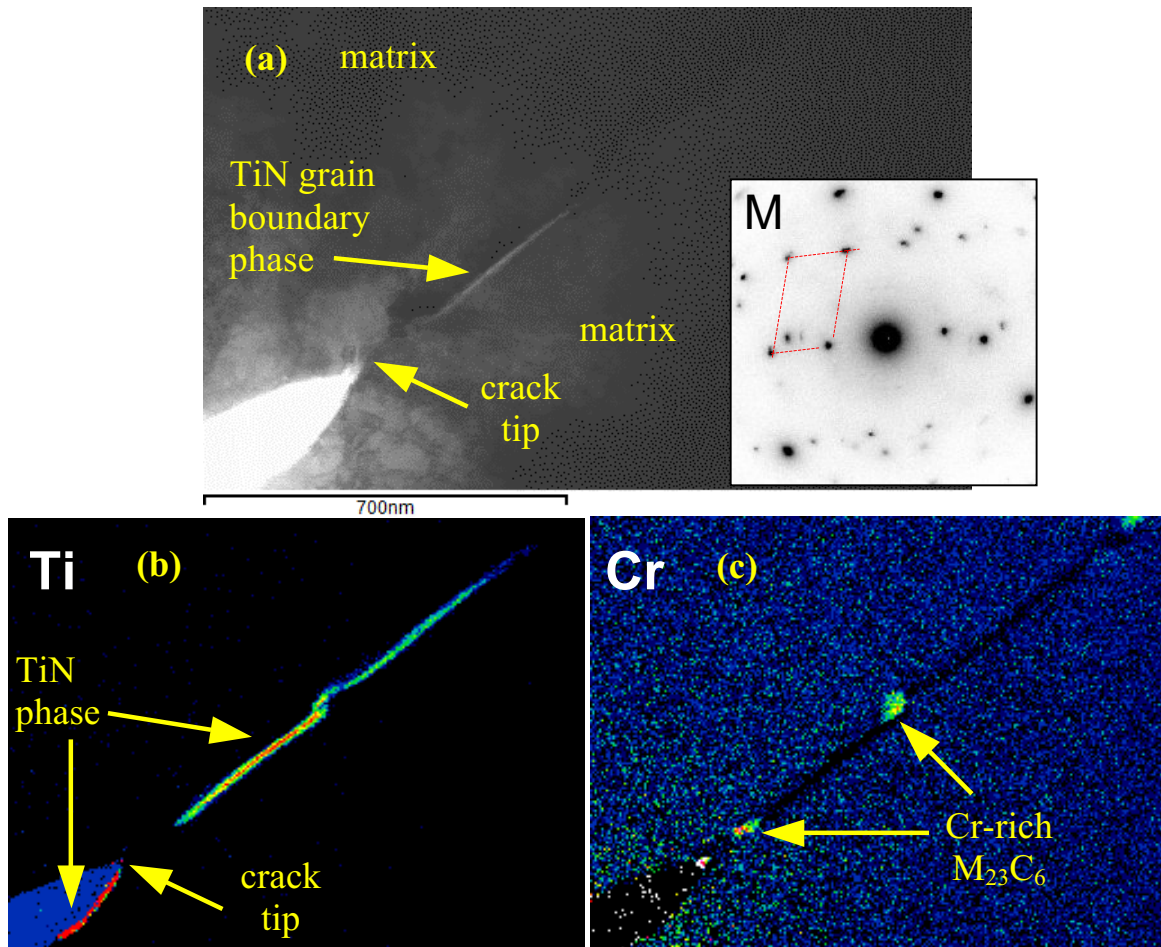 (a)
matrix
TiN grain
boundary
phase
M
matrix
crack
tip
700nm
Ti
(b)
TiN
phase
crack
tip
Cr
(c)
Cr-rich
M₂₃C₆